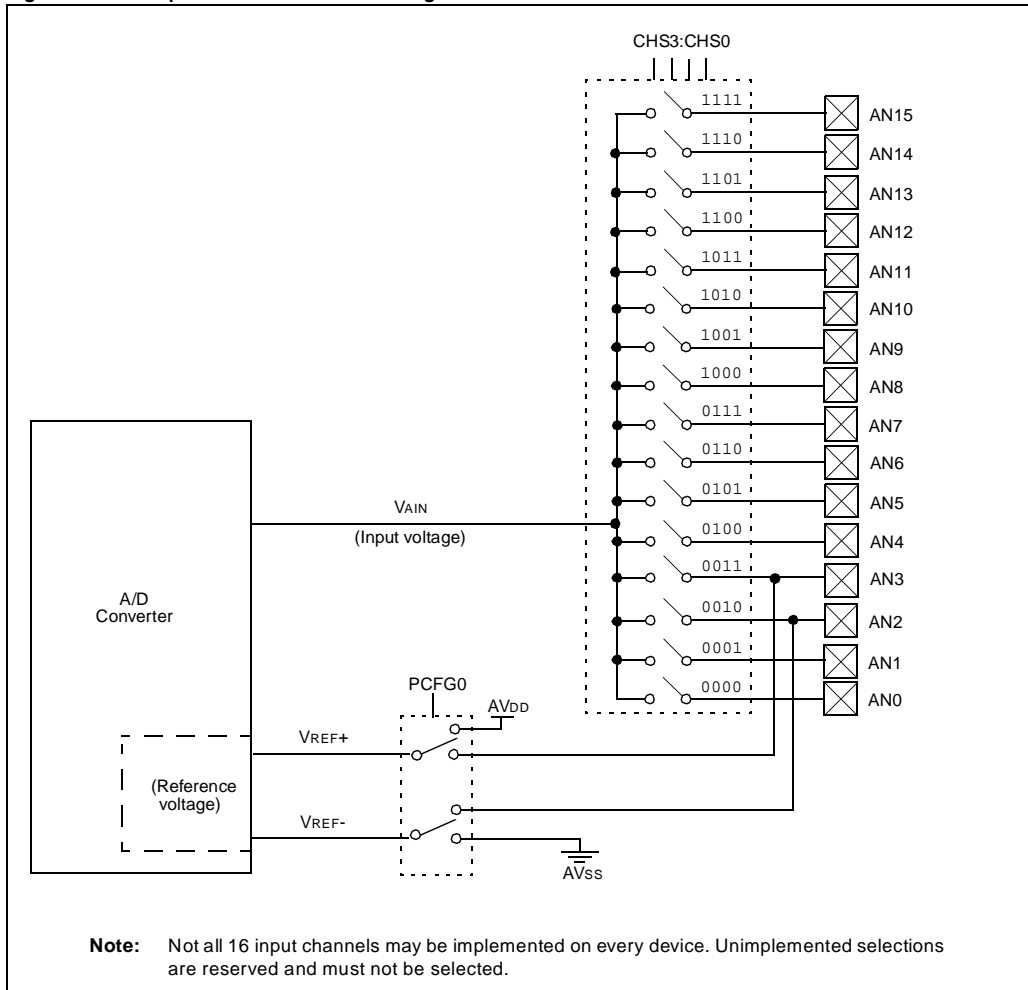 CHS3:CHS0
1111 AN15
1110 AN14
1101 AN13
1100 AN12
1011 AN11
1010 AN10
1001 AN9
1000 AN8
0111 AN7
0110 AN6
0101 AN5
VAIN
(Input voltage)
0100 AN4
0011 AN3
A/D
Converter
0010 AN2
0001 AN1
0000 AN0
PCFG0
AVDD
VREF+
(Reference
voltage)
VREF-
AVSS
Note: Not all 16 input channels may be implemented on every device. Unimplemented selections
are reserved and must not be selected.